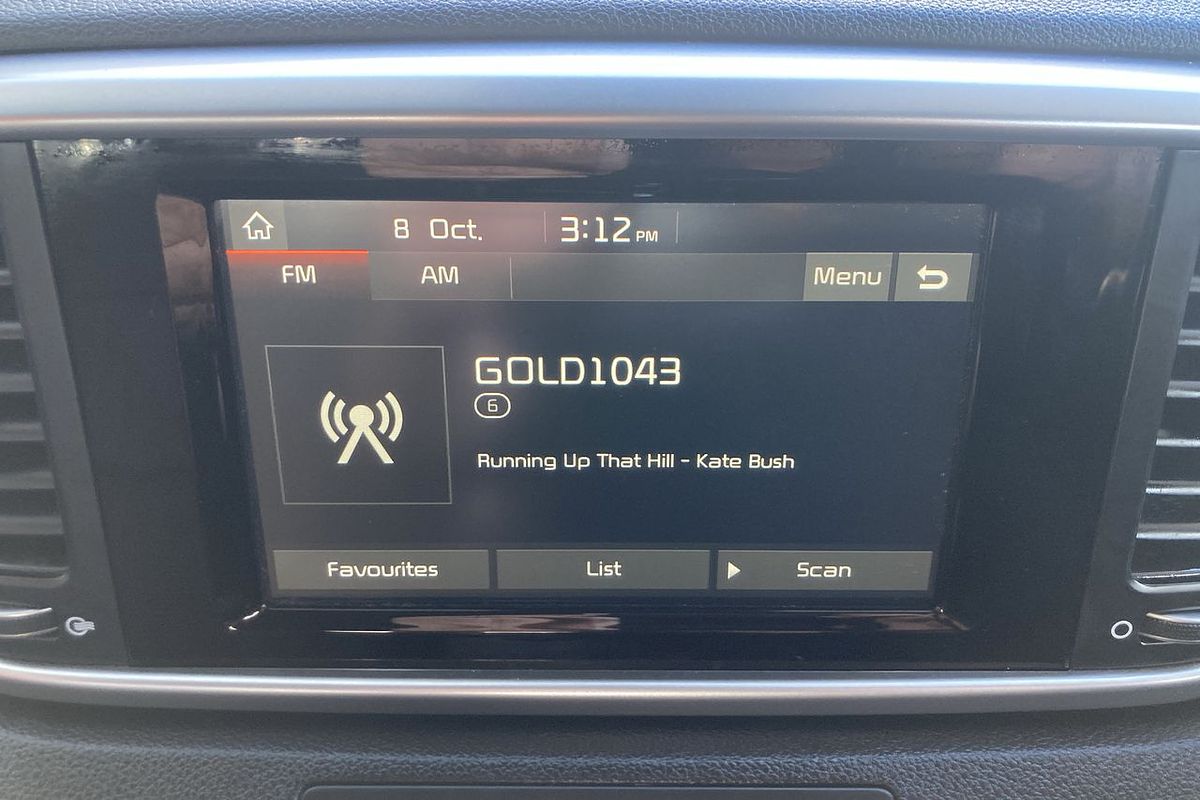 8 Oct. 3:12 PM
FM AM Menu
GOLD1043
6
Running Up That Hill - Kate Bush
Favourites List Scan